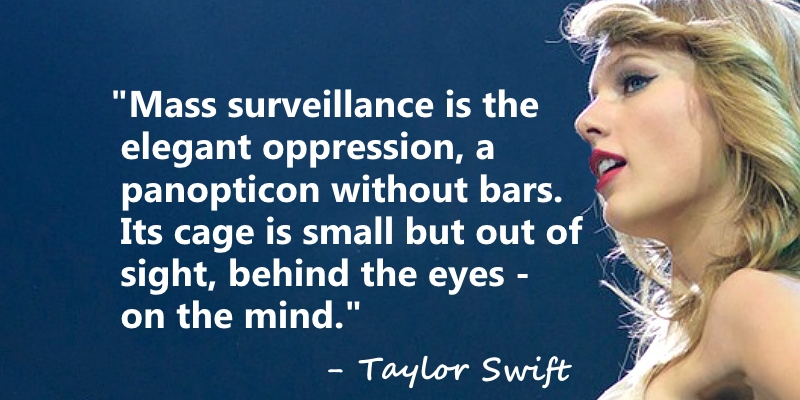 "Mass surveillance is the
elegant oppression, a
panopticon without bars.
Its cage is small but out of
sight, behind the eyes -
on the mind."
- Taylor Swift